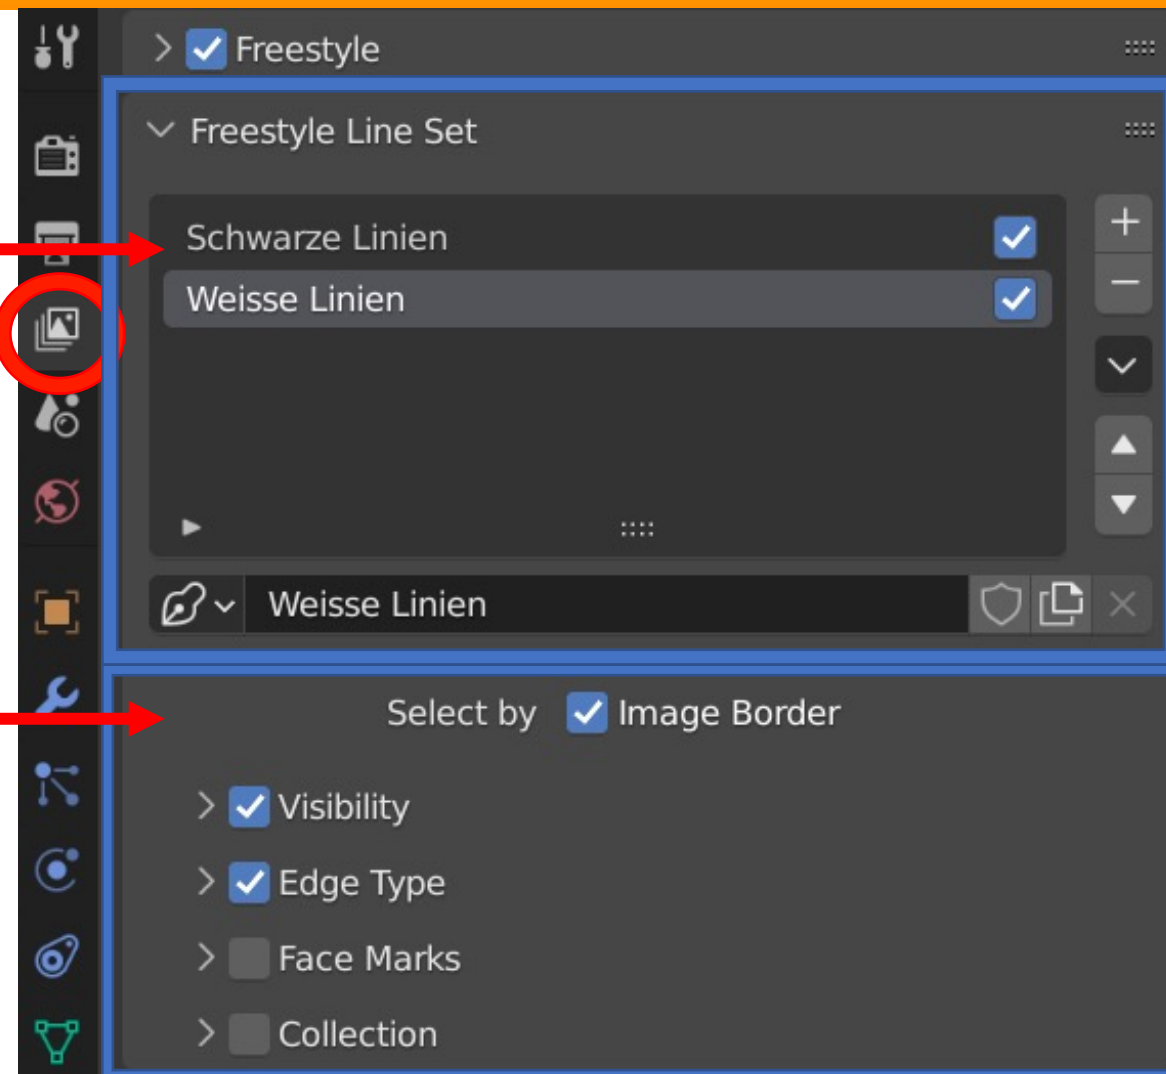 Freestyle
Freestyle Line Set
Schwarze Linien
Weisse Linien
Weisse Linien
Select by Image Border
Visibility
Edge Type
Face Marks
Collection